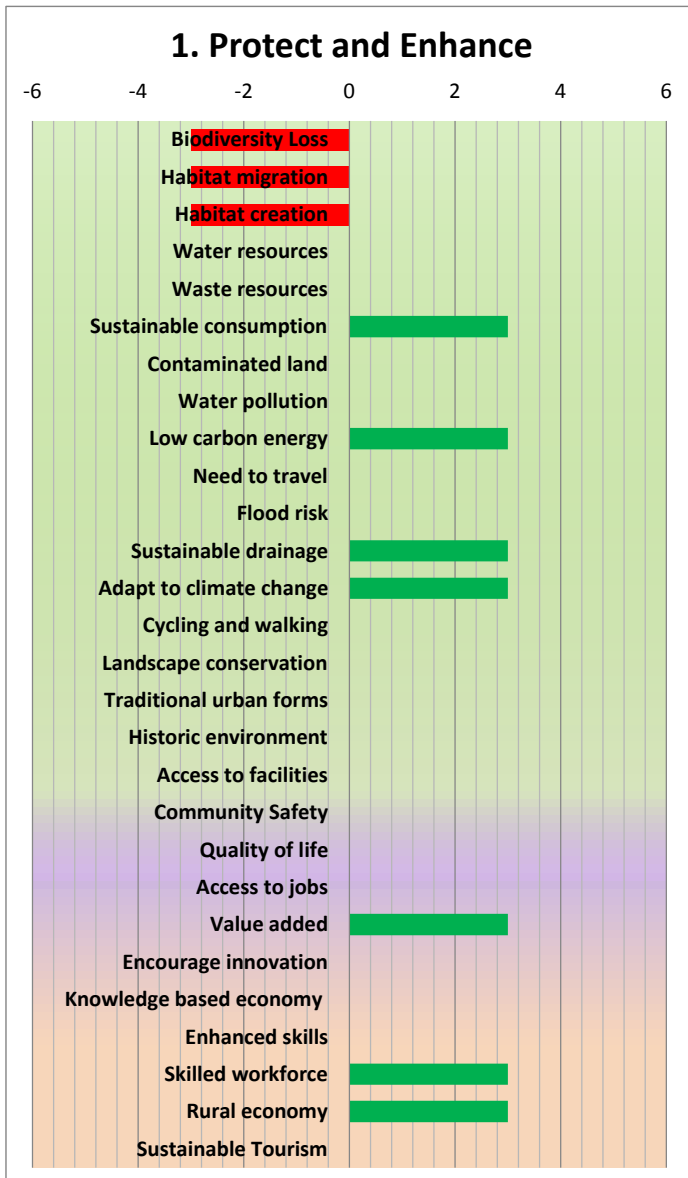 1. Protect and Enhance
-6 -4 -2 0 2 4 6
Biodiversity Loss
Habitat migration
Habitat creation
Water resources
Waste resources
Sustainable consumption
Contaminated land
Water pollution
Low carbon energy
Need to travel
Flood risk
Sustainable drainage
Adapt to climate change
Cycling and walking
Landscape conservation
Traditional urban forms
Historic environment
Access to facilities
Community Safety
Quality of life
Access to jobs
Value added
Encourage innovation
Knowledge based economy
Enhanced skills
Skilled workforce
Rural economy
Sustainable Tourism